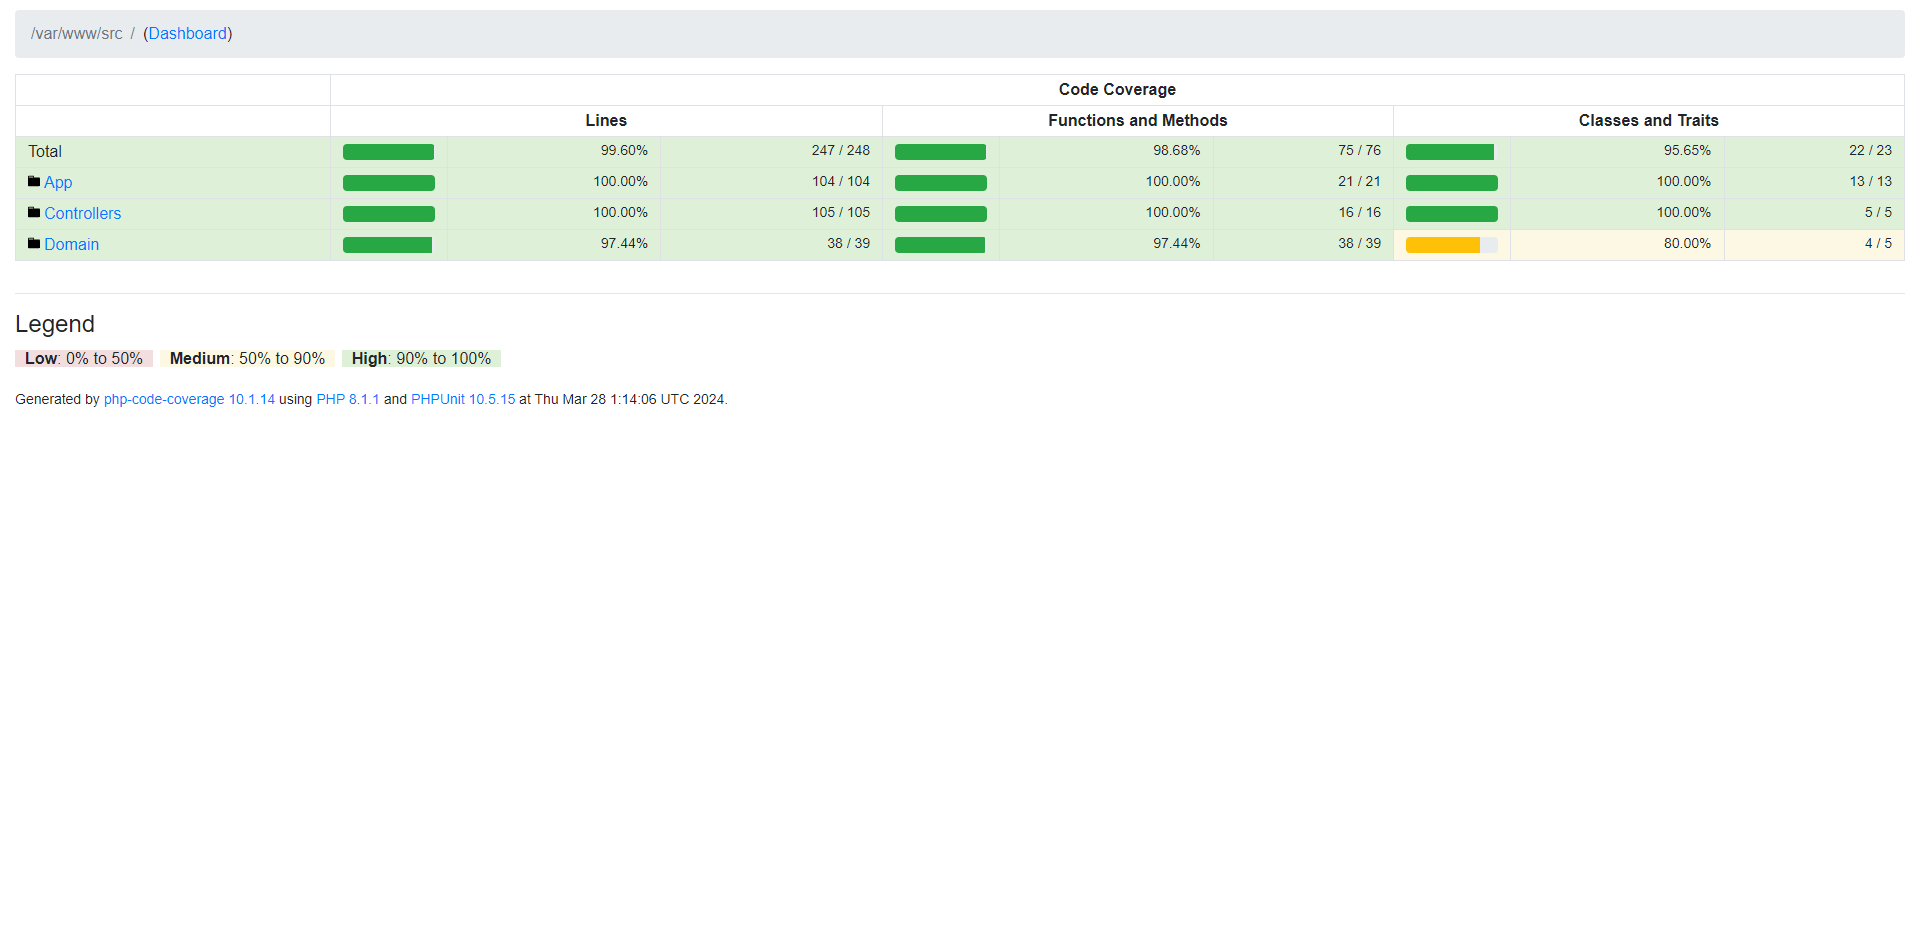 /var/www/src / (Dashboard)
Code Coverage
Lines Functions and Methods Classes and Traits
Total 99.60% 247 / 248 98.68% 75 / 76 95.65% 22 / 23
App 100.00% 104 / 104 100.00% 21 / 21 100.00% 13 / 13
Controllers 100.00% 105 / 105 100.00% 16 / 16 100.00% 5 / 5
Domain 97.44% 38 / 39 97.44% 38 / 39 80.00% 4 / 5
Legend
Low: 0% to 50% Medium: 50% to 90% High: 90% to 100%
Generated by php-code-coverage 10.1.14 using PHP 8.1.1 and PHPUnit 10.5.15 at Thu Mar 28 1:14:06 UTC 2024.